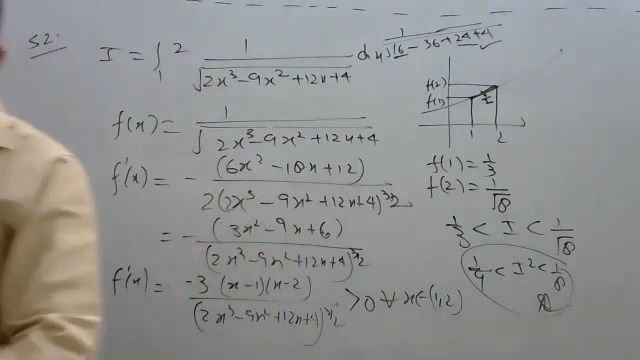 52.
I = ∫₁² 1/√(2x³-9x²+12x+4) dx
1/√(16-36+24+4) ✓
f(x) = 1/√(2x³-9x²+12x+4)
f'(x) = - (6x²-18x+12)/2(2x³-9x²+12x+4)^3/2
= - (3x²-9x+6)/(2x³-9x²+12x+4)^3/2
f'(x) = -3(x-1)(x-2)/(2x³-9x²+12x+4)^3/2 >0 ∀ x∈(1,2)
f(2)
f(1)
1 2
f(1) = 1/3
f(2) = 1/√8
1/3 < I < 1/√8
1/9 < I² < 1/8